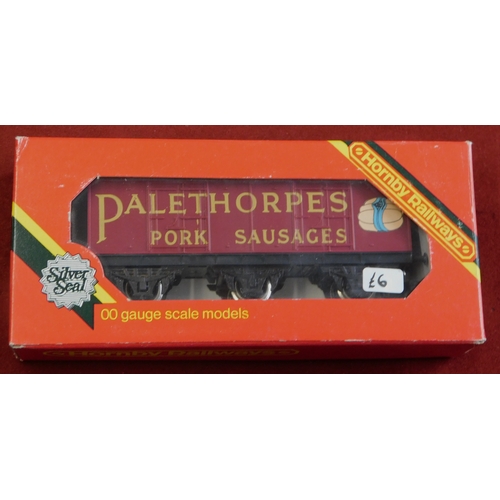 PALETHORPES
PORK SAUSAGES
Hornby Railways
Silver
Seal
£6
00 gauge scale models
Hornby Railways